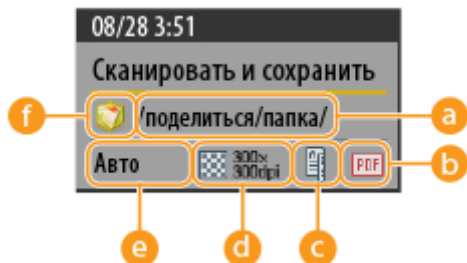 08/28 3:51
Сканировать и сохранить
f
/поделиться/папка/
a
Авто
300x
300dpi
PDF
b
e
d
c